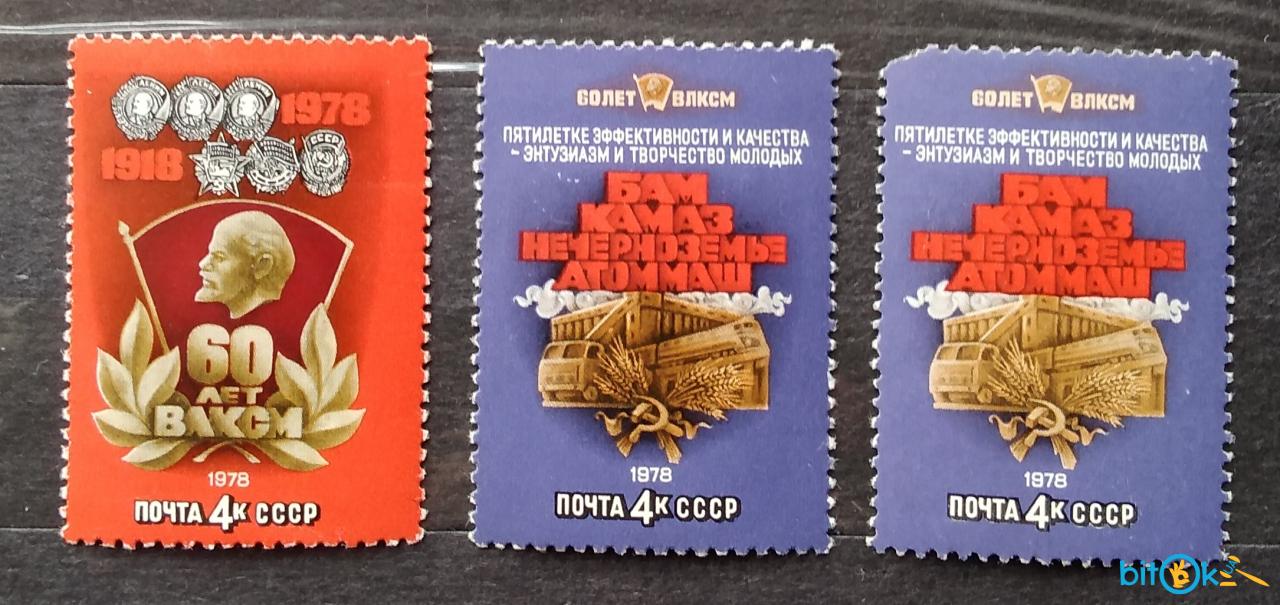 1978
1918
60
ЛЕТ
ВЛКСМ
1978
ПОЧТА 4К СССР
60ЛЕТ ВЛКСМ
ПЯТИЛЕТКЕ ЭФФЕКТИВНОСТИ И КАЧЕСТВА
- ЭНТУЗИАЗМ И ТВОРЧЕСТВО МОЛОДЫХ
БАМ
КАМАЗ
НЕЧЕРНОЗЕМЬЕ
АТОММАШ
1978
ПОЧТА 4К СССР
60ЛЕТ ВЛКСМ
ПЯТИЛЕТКЕ ЭФФЕКТИВНОСТИ И КАЧЕСТВА
- ЭНТУЗИАЗМ И ТВОРЧЕСТВО МОЛОДЫХ
БАМ
КАМАЗ
НЕЧЕРНОЗЕМЬЕ
АТОММАШ
1978
ПОЧТА 4К СССР